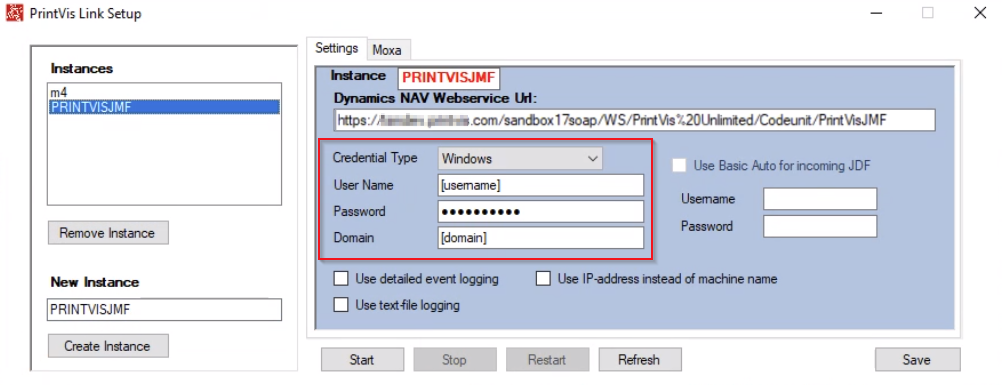 PrintVis Link Setup
Instances
m4
PRINTVISJMF
Remove Instance
New Instance
PRINTVISJMF
Create Instance
Settings
Moxa
Instance PRINTVISJMF
Dynamics NAV Webservice Url:
https:// .com/sandbox17soap/WS/PrintVis%20Unlimited/Codeunit/PrintVisJMF
Credential Type Windows
User Name [username]
Password ●●●●●●●●●●
Domain [domain]
Use Basic Auto for incoming JDF
Username
Password
Use detailed event logging
Use IP-address instead of machine name
Use text-file logging
Start
Stop
Restart
Refresh
Save